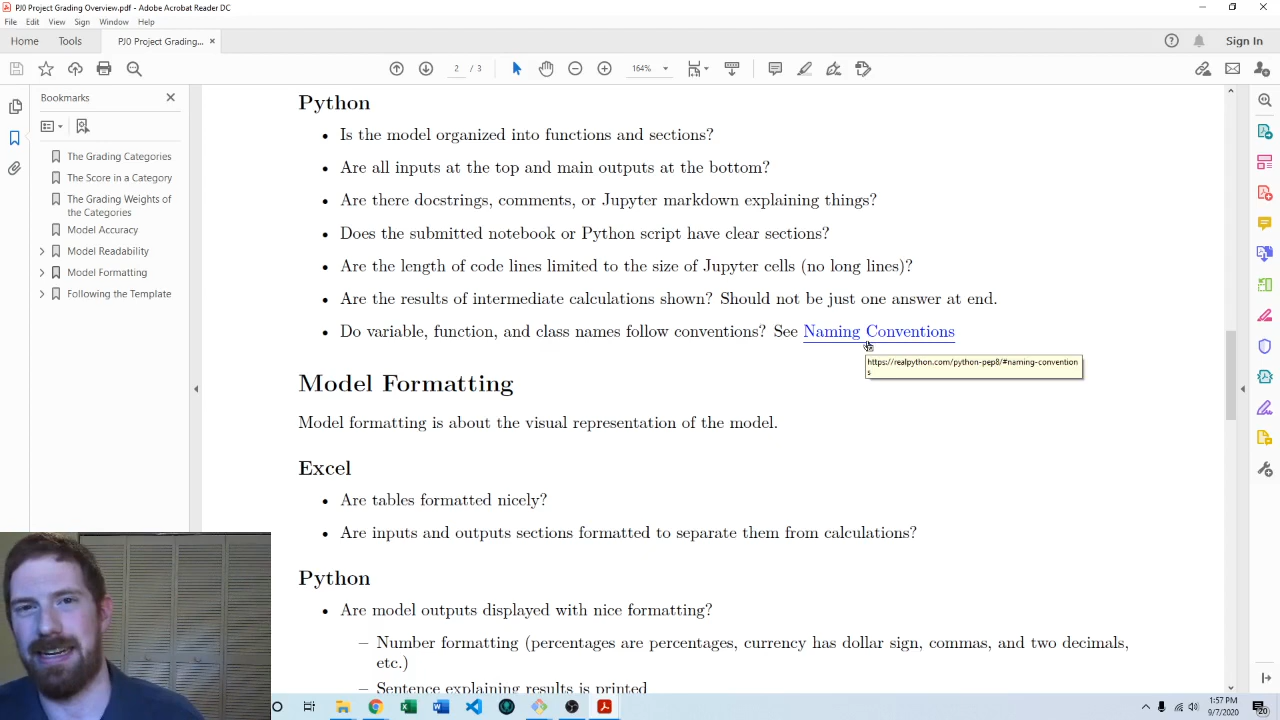 PJ0 Project Grading Overview.pdf - Adobe Acrobat Reader DC
File Edit View Sign Window Help
Home Tools PJ0 Project Grading... × Sign In
2 / 3 164%
Bookmarks
The Grading Categories
The Score in a Category
The Grading Weights of
the Categories
Model Accuracy
Model Readability
Model Formatting
Following the Template
Python
• Is the model organized into functions and sections?
• Are all inputs at the top and main outputs at the bottom?
• Are there docstrings, comments, or Jupyter markdown explaining things?
• Does the submitted notebook or Python script have clear sections?
• Are the length of code lines limited to the size of Jupyter cells (no long lines)?
• Are the results of intermediate calculations shown? Should not be just one answer at end.
• Do variable, function, and class names follow conventions? See Naming Conventions
https://realpython.com/python-pep8/#naming-convention
s
Model Formatting
Model formatting is about the visual representation of the model.
Excel
• Are tables formatted nicely?
• Are inputs and outputs sections formatted to separate them from calculations?
Python
• Are model outputs displayed with nice formatting?
– Number formatting (percentages are percentages, currency has dollar sign, commas, and two decimals,
etc.)
1:57 PM
9/7/2020
20